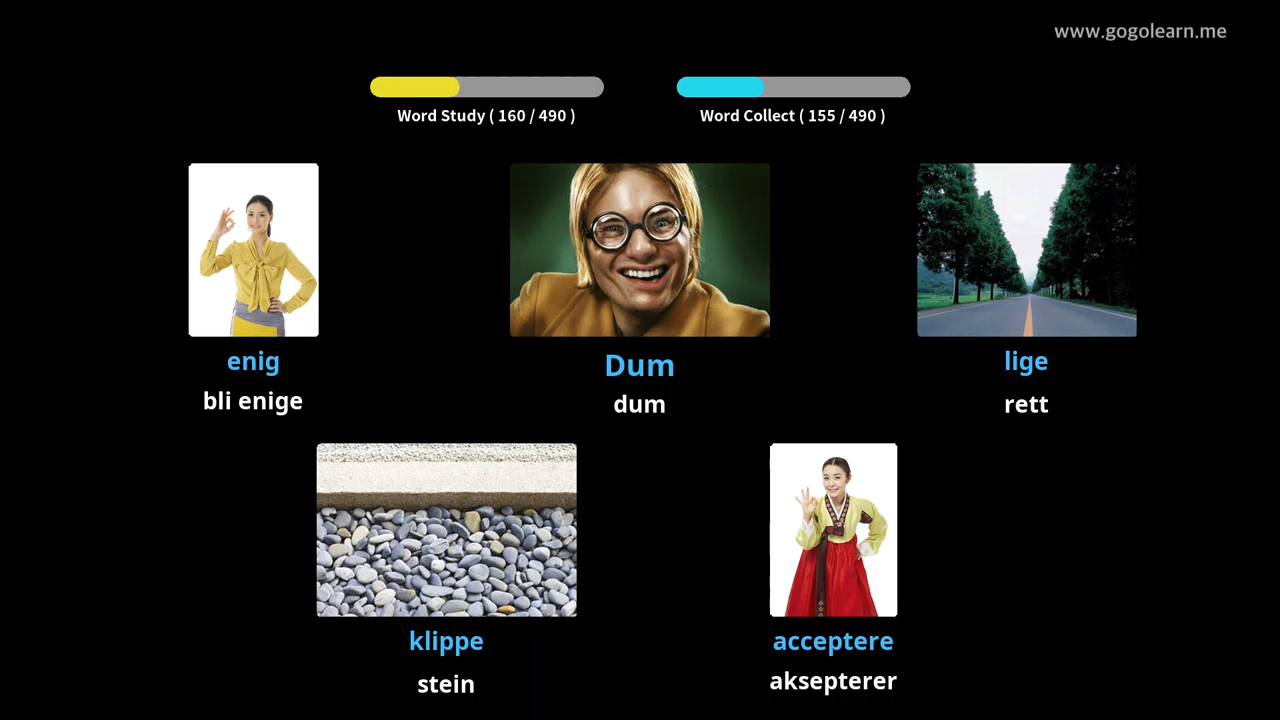 www.gogolearn.me
Word Study ( 160 / 490 )
Word Collect ( 155 / 490 )
enig
bli enige
Dum
dum
lige
rett
klippe
stein
acceptere
aksepterer